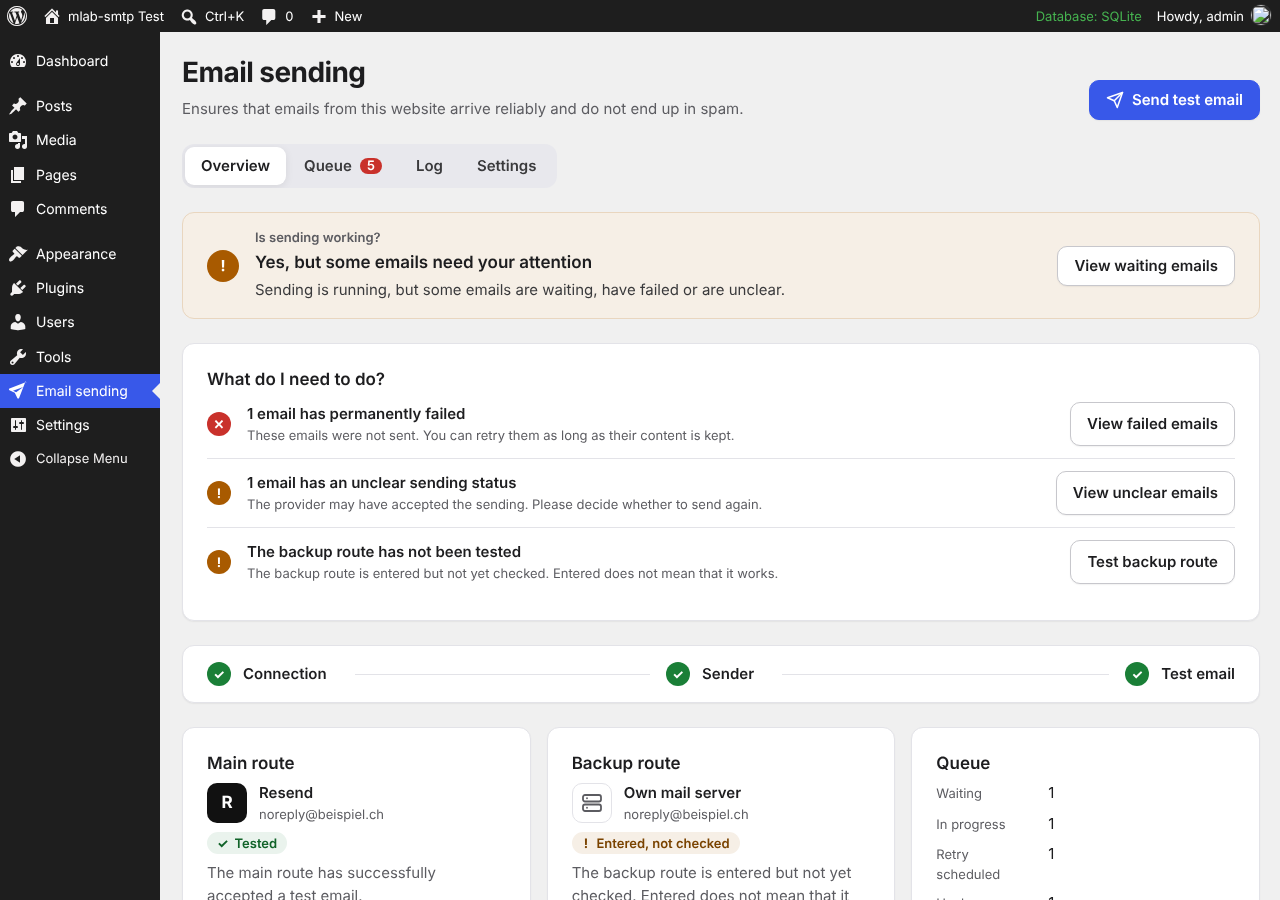 mlab-smtp Test
Ctrl+K
0
New
Database: SQLite
Howdy, admin
Dashboard
Posts
Media
Pages
Comments
Appearance
Plugins
Users
Tools
Email sending
Settings
Collapse Menu
Email sending
Ensures that emails from this website arrive reliably and do not end up in spam.
Send test email
Overview
Queue 5
Log
Settings
Is sending working?
Yes, but some emails need your attention
Sending is running, but some emails are waiting, have failed or are unclear.
View waiting emails
What do I need to do?
1 email has permanently failed
These emails were not sent. You can retry them as long as their content is kept.
View failed emails
1 email has an unclear sending status
The provider may have accepted the sending. Please decide whether to send again.
View unclear emails
The backup route has not been tested
The backup route is entered but not yet checked. Entered does not mean that it works.
Test backup route
Connection
Sender
Test email
Main route
R
Resend
noreply@beispiel.ch
Tested
The main route has successfully
accepted a test email.
Backup route
Own mail server
noreply@beispiel.ch
! Entered, not checked
The backup route is entered but not yet
checked. Entered does not mean that it
Queue
Waiting 1
In progress 1
Retry 1
scheduled